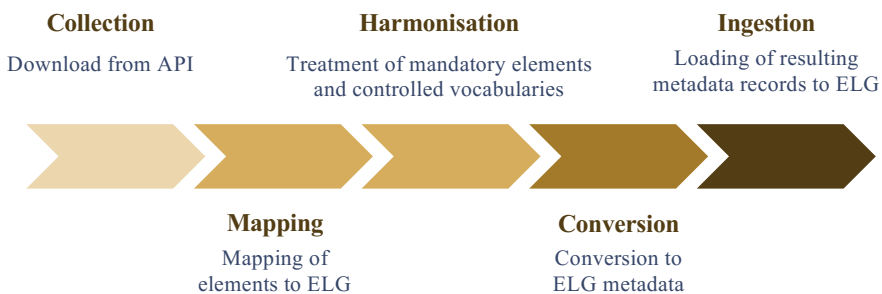 Collection
Download from API
Harmonisation
Treatment of mandatory elements
and controlled vocabularies
Ingestion
Loading of resulting
metadata records to ELG
Mapping
Mapping of
elements to ELG
Conversion
Conversion to
ELG metadata